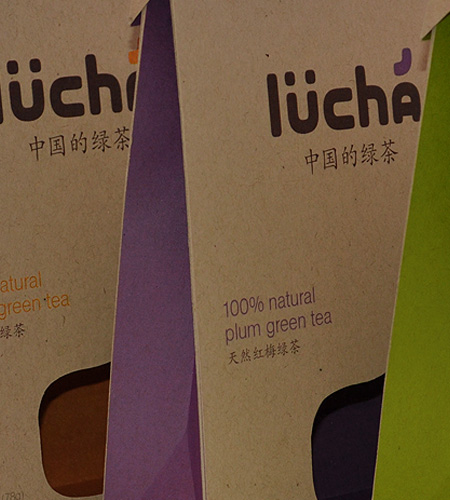 lüchá
中国的绿茶
atural
green tea
绿茶
(78g)
lüchá
中国的绿茶
100% natural
plum green tea
天然红梅绿茶